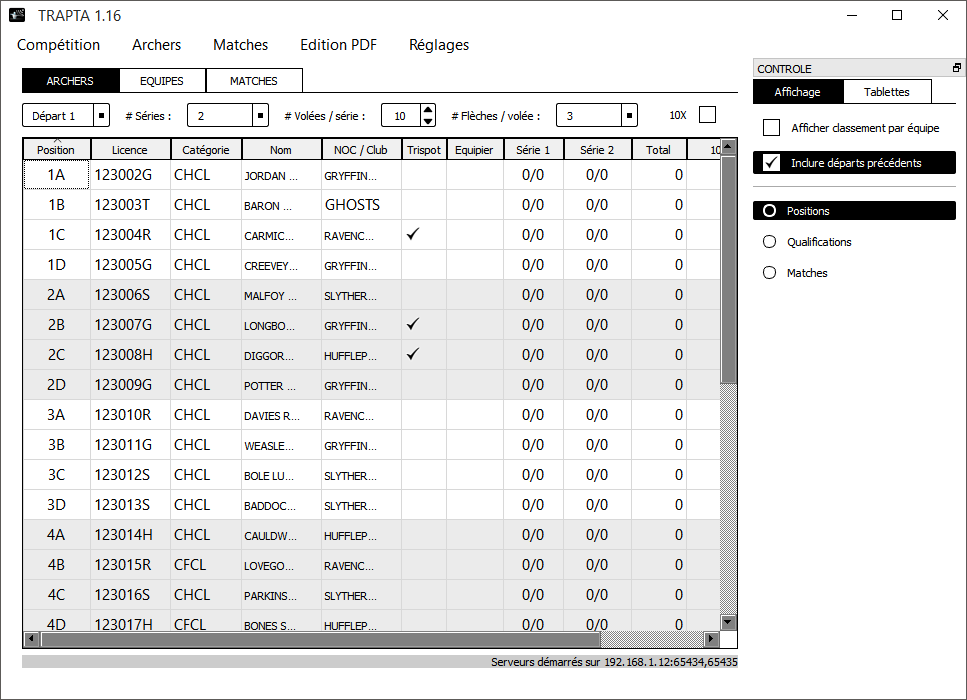 TRAPTA 1.16
Compétition Archers Matches Edition PDF Réglages
ARCHERS EQUIPES MATCHES
Départ 1 # Séries : 2 # Volées / série : 10 # Flèches / volée : 3 10X
Position Licence Catégorie Nom NOC / Club Trispot Equipier Série 1 Série 2 Total 10
1A 123002G CHCL JORDAN ... GRYFFIN... 0/0 0/0 0
1B 123003T CHCL BARON ... GHOSTS 0/0 0/0 0
1C 123004R CHCL CARMIC... RAVENC... ✓ 0/0 0/0 0
1D 123005G CHCL CREEVEY... GRYFFIN... 0/0 0/0 0
2A 123006S CHCL MALFOY ... SLYTHER... 0/0 0/0 0
2B 123007G CHCL LONGBO... GRYFFIN... ✓ 0/0 0/0 0
2C 123008H CHCL DIGGOR... HUFFLEP... ✓ 0/0 0/0 0
2D 123009G CHCL POTTER ... GRYFFIN... 0/0 0/0 0
3A 123010R CHCL DAVIES R... RAVENC... 0/0 0/0 0
3B 123011G CHCL WEASLE... GRYFFIN... 0/0 0/0 0
3C 123012S CHCL BOLE LU... SLYTHER... 0/0 0/0 0
3D 123013S CHCL BADDOC... SLYTHER... 0/0 0/0 0
4A 123014H CHCL CAULDW... HUFFLEP... 0/0 0/0 0
4B 123015R CFCL LOVEGO... RAVENC... 0/0 0/0 0
4C 123016S CHCL PARKINS... SLYTHER... 0/0 0/0 0
4D 123017H CFCL BONES S... HUFFLEP... 0/0 0/0 0
Serveurs démarrés sur 192.168.1.12:65434,65435
CONTROLE
Affichage Tablettes
Afficher classement par équipe
Inclure départs précédents
Positions
Qualifications
Matches